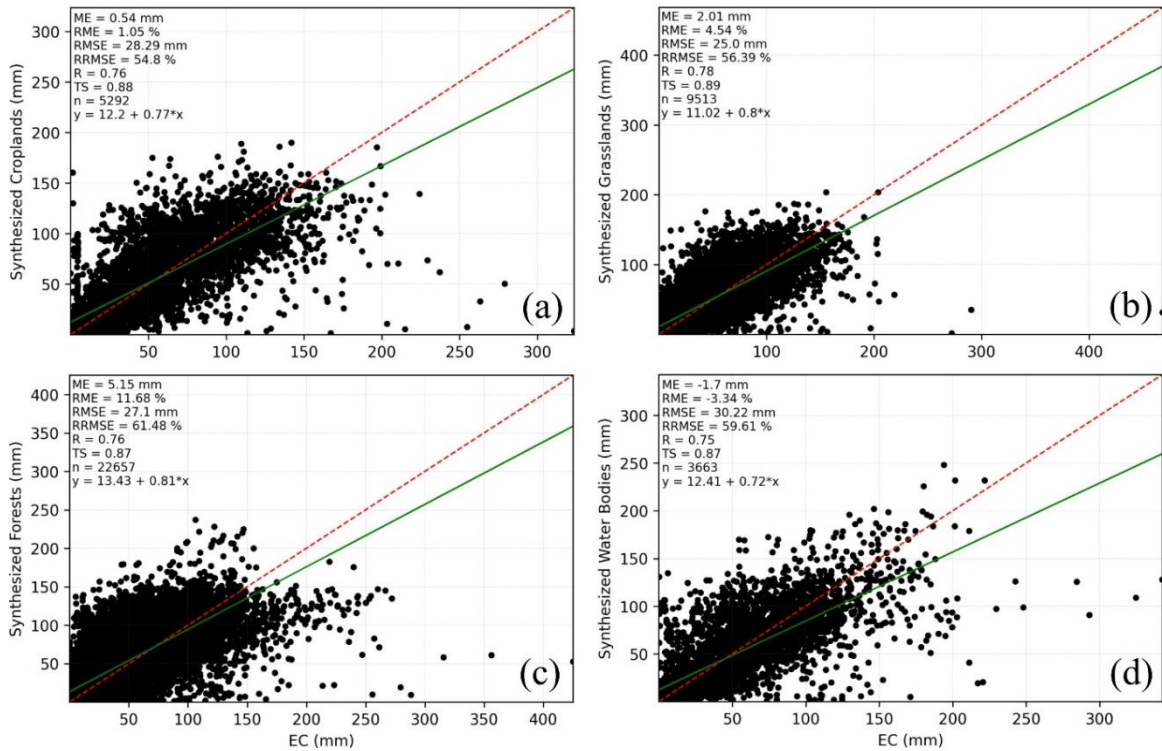 ME = 0.54 mm
RME = 1.05 %
RMSE = 28.29 mm
RRMSE = 54.8 %
R = 0.76
TS = 0.88
n = 5292
y = 12.2 + 0.77*x
Synthesized Croplands (mm)
300
250
200
150
100
50
(a)
50 100 150 200 250 300
ME = 2.01 mm
RME = 4.54 %
RMSE = 25.0 mm
RRMSE = 56.39 %
R = 0.78
TS = 0.89
n = 9513
y = 11.02 + 0.8*x
Synthesized Grasslands (mm)
400
300
200
100
(b)
100 200 300 400
ME = 5.15 mm
RME = 11.68 %
RMSE = 27.1 mm
RRMSE = 61.48 %
R = 0.76
TS = 0.87
n = 22657
y = 13.43 + 0.81*x
Synthesized Forests (mm)
400
350
300
250
200
150
100
50
(c)
50 100 150 200 250 300 350 400
EC (mm)
ME = -1.7 mm
RME = -3.34 %
RMSE = 30.22 mm
RRMSE = 59.61 %
R = 0.75
TS = 0.87
n = 3663
y = 12.41 + 0.72*x
Synthesized Water Bodies (mm)
300
250
200
150
100
50
(d)
50 100 150 200 250 300
EC (mm)